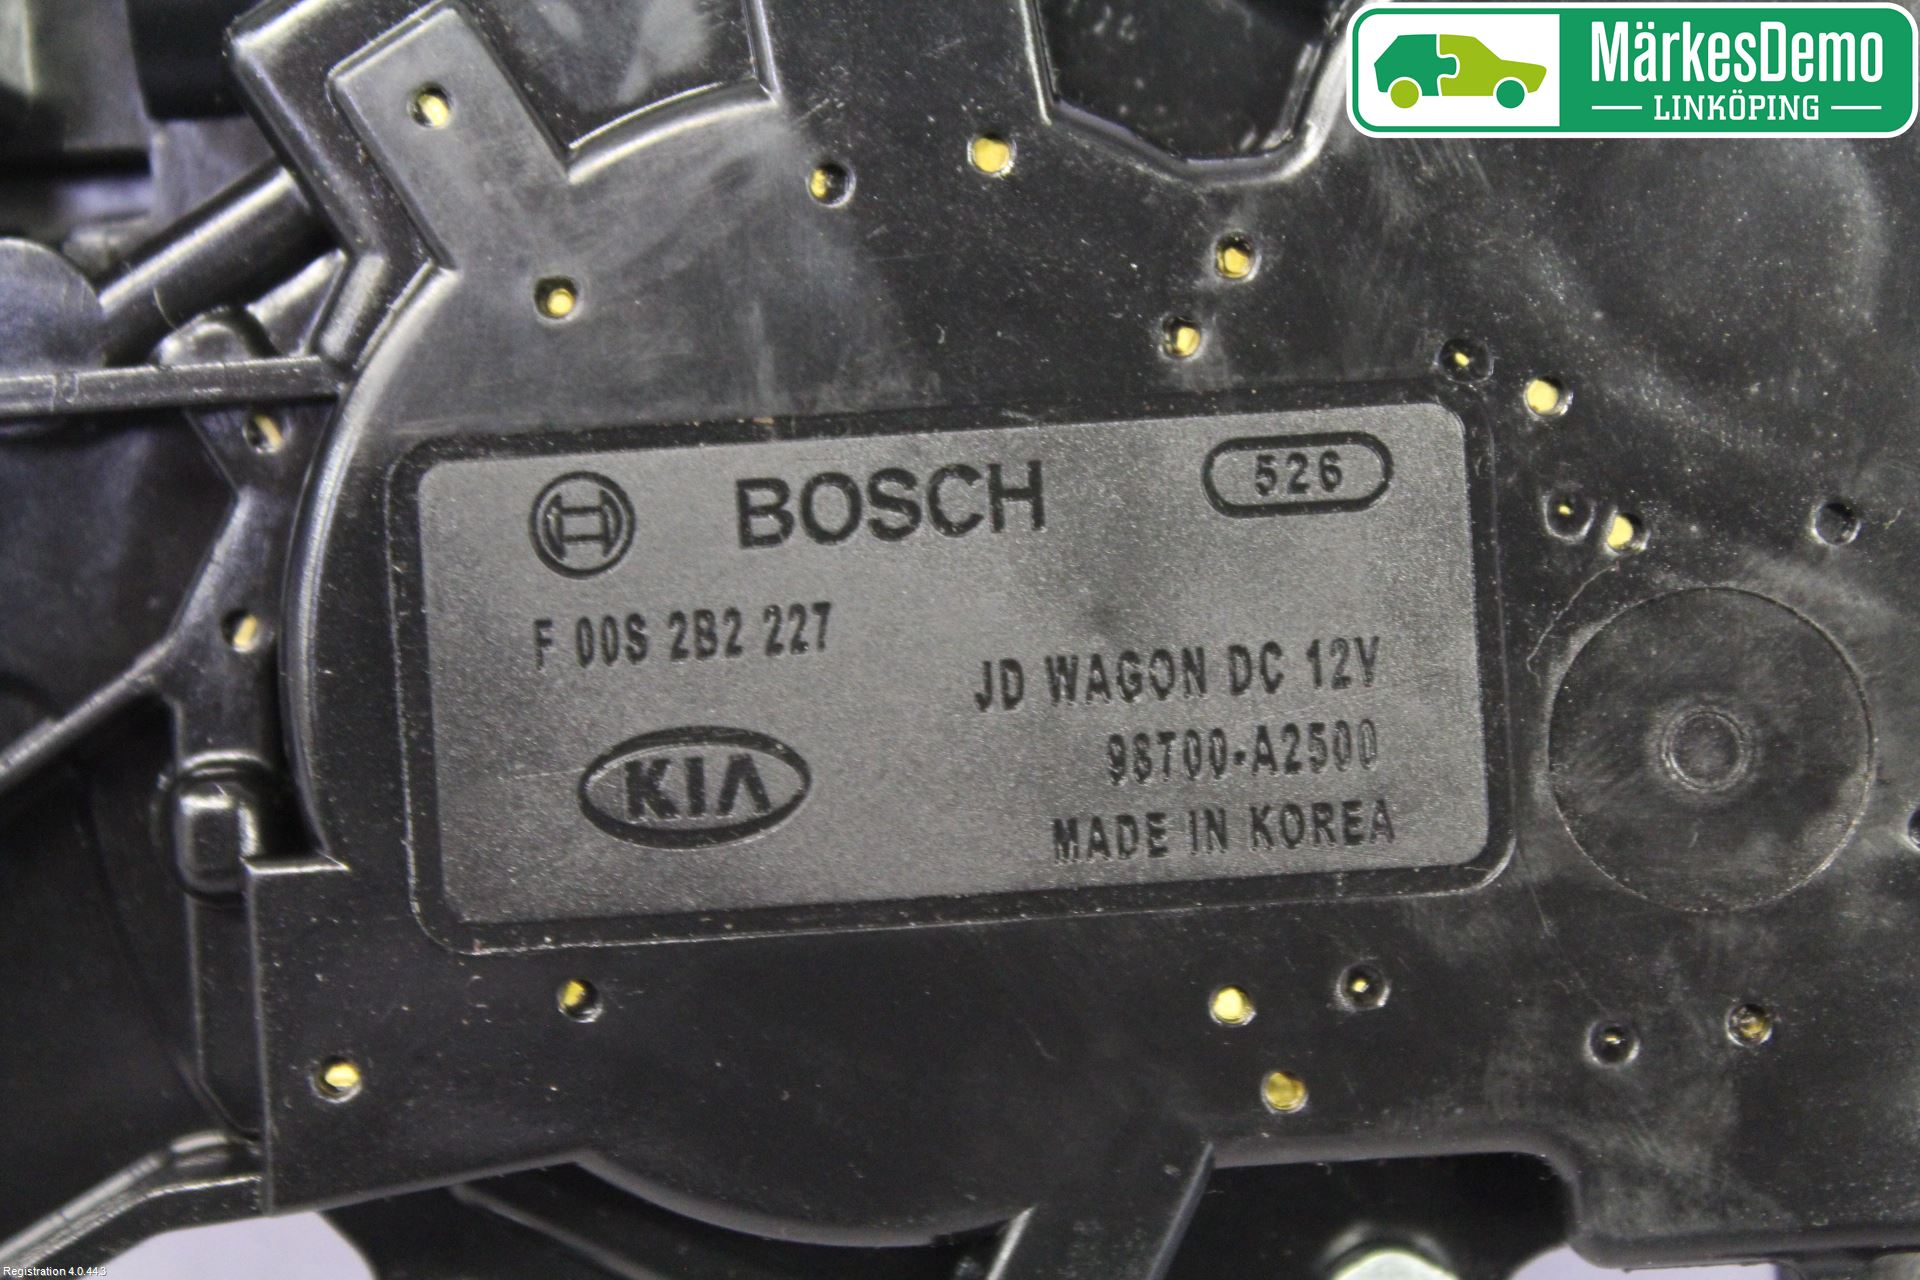 MärkesDemo
LINKÖPING
BOSCH
526
F 00S 2B2 227
JD WAGON DC 12V
98700-A2500
KIA
MADE IN KOREA
Registration 4.0.44.3